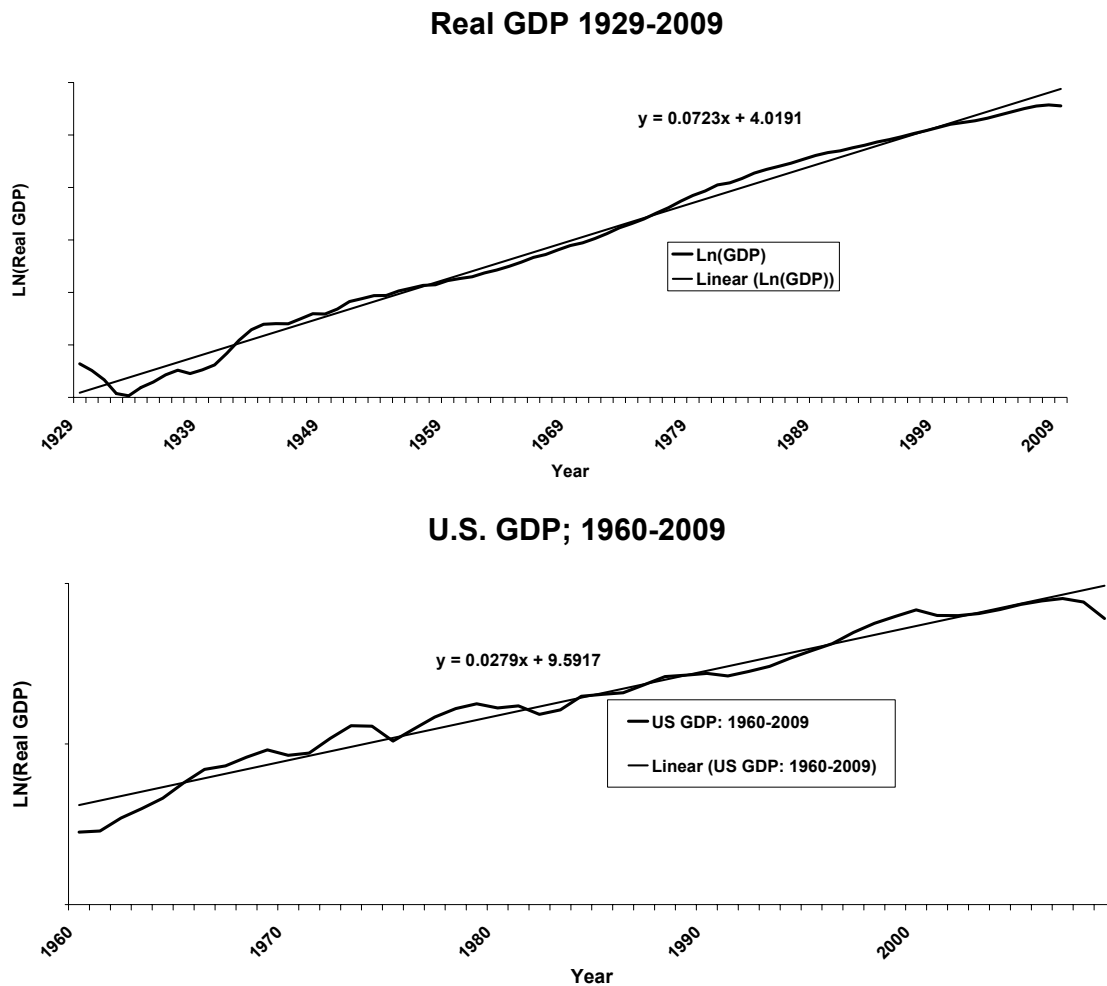 Real GDP 1929-2009
y = 0.0723x + 4.0191
LN(Real GDP)
Ln(GDP)
Linear (Ln(GDP))
1929
1939
1949
1959
1969
1979
1989
1999
2009
Year
U.S. GDP; 1960-2009
y = 0.0279x + 9.5917
LN(Real GDP)
US GDP: 1960-2009
Linear (US GDP: 1960-2009)
1960
1970
1980
1990
2000
Year